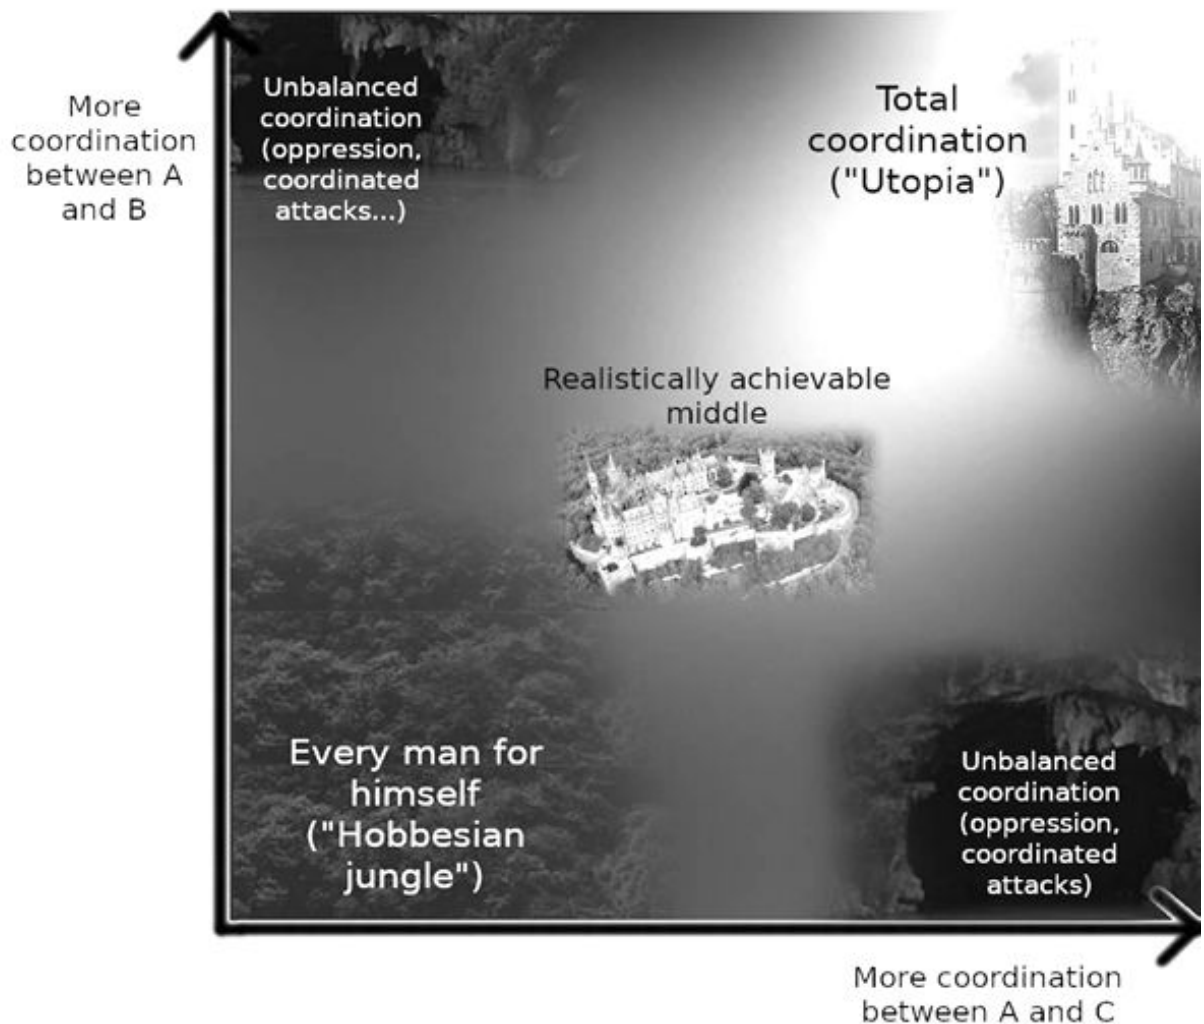 More
coordination
between A
and B
Unbalanced
coordination
(oppression,
coordinated
attacks...)
Total
coordination
("Utopia")
Realistically achievable
middle
Every man for
himself
("Hobbesian
jungle")
Unbalanced
coordination
(oppression,
coordinated
attacks)
More coordination
between A and C